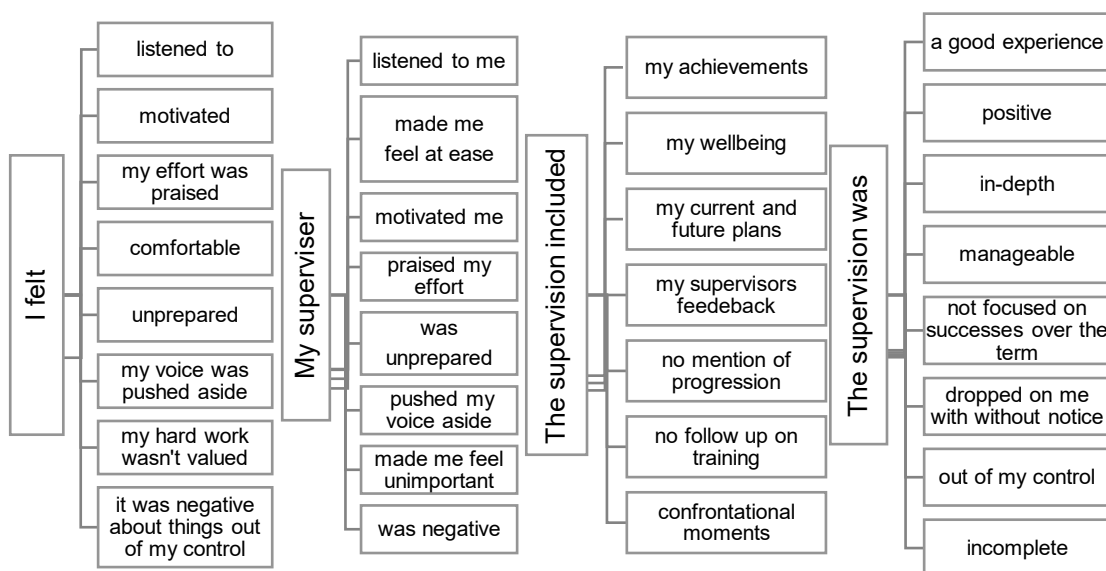 I felt
listened to
motivated
my effort was
praised
comfortable
unprepared
my voice was
pushed aside
my hard work
wasn't valued
it was negative
about things out
of my control
My superviser
listened to me
made me
feel at ease
motivated me
praised my
effort
was
unprepared
pushed my
voice aside
made me feel
unimportant
was negative
The supervision included
my achievements
my wellbeing
my current and
future plans
my supervisors
feedeback
no mention of
progression
no follow up on
training
confrontational
moments
The supervision was
a good experience
positive
in-depth
manageable
not focused on
successes over the
term
dropped on me
with without notice
out of my control
incomplete